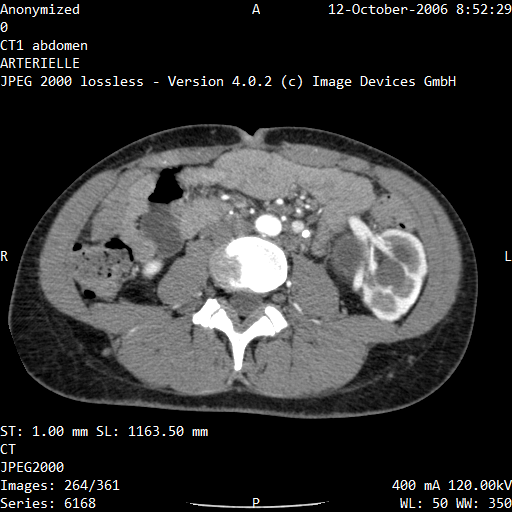 Anonymized A 12-October-2006 8:52:29
0
CT1 abdomen
ARTERIELLE
JPEG 2000 lossless - Version 4.0.2 (c) Image Devices GmbH
R L
ST: 1.00 mm SL: 1163.50 mm
CT
JPEG2000
Images: 264/361 400 mA 120.00kV
Series: 6168 P WL: 50 WW: 350